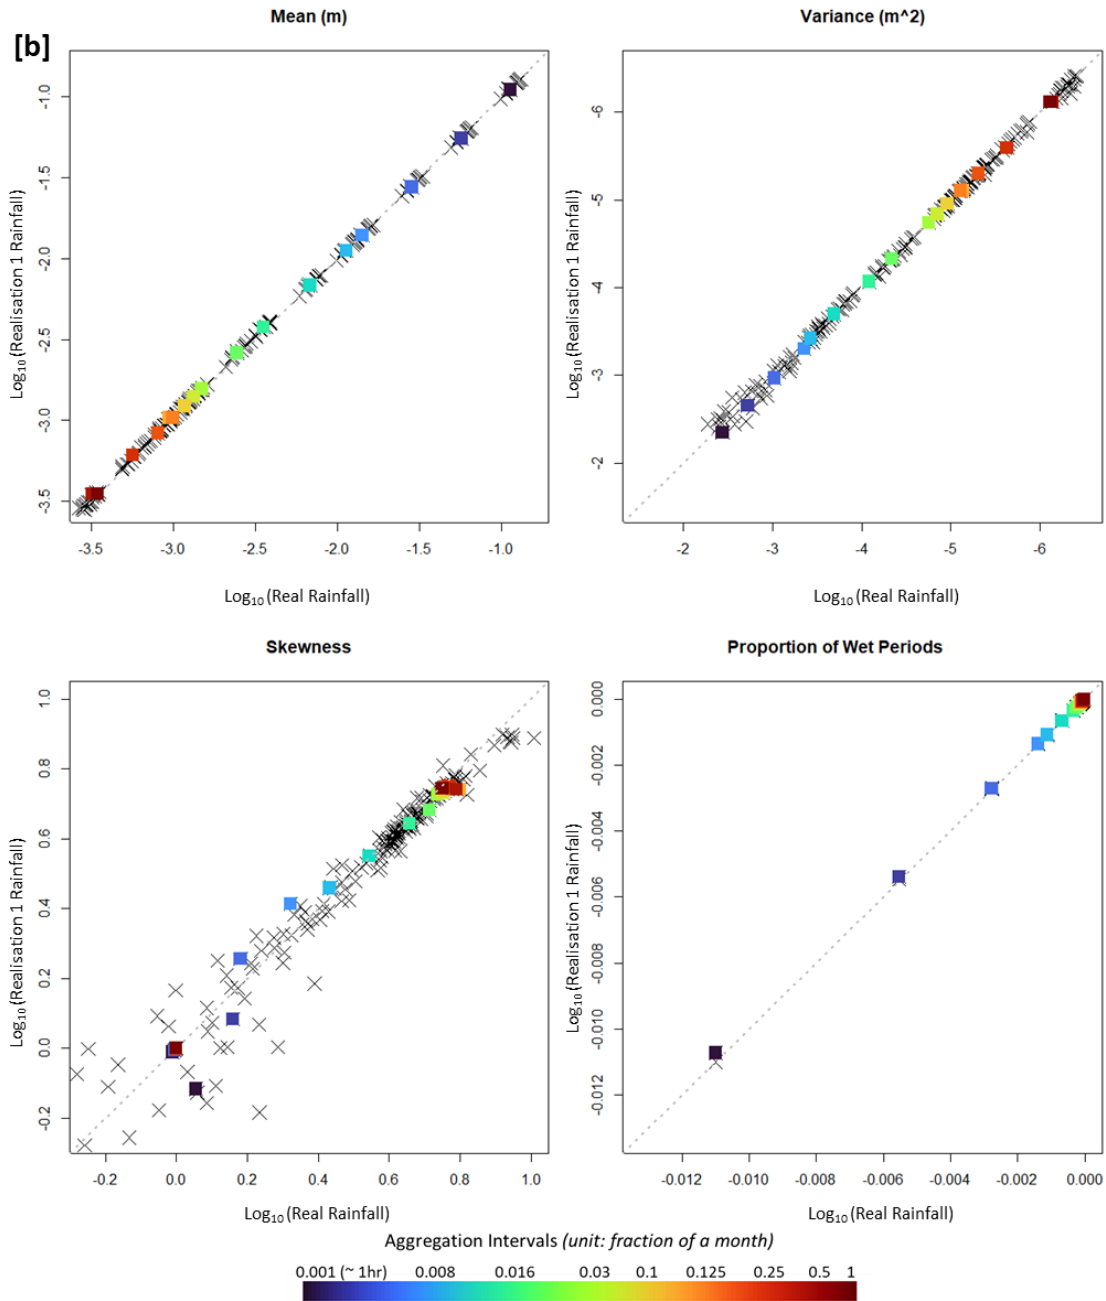 Mean (m)
Variance (m^2)
[b]
Log10 (Realisation 1 Rainfall)
-1.0
-1.5
-2.0
-2.5
-3.0
-3.5
-3.5 -3.0 -2.5 -2.0 -1.5 -1.0
Log10 (Real Rainfall)
Log10 (Realisation 1 Rainfall)
-6
-5
-4
-3
-2
-2 -3 -4 -5 -6
Log10 (Real Rainfall)
Skewness
Proportion of Wet Periods
Log10 (Realisation 1 Rainfall)
1.0
0.8
0.6
0.4
0.2
0.0
-0.2
-0.2 0.0 0.2 0.4 0.6 0.8 1.0
Log10 (Real Rainfall)
Log10 (Realisation 1 Rainfall)
0.000
-0.002
-0.004
-0.006
-0.008
-0.010
-0.012
-0.012 -0.010 -0.008 -0.006 -0.004 -0.002 0.000
Log10 (Real Rainfall)
Aggregation Intervals (unit: fraction of a month)
0.001 (~ 1hr) 0.008 0.016 0.03 0.1 0.125 0.25 0.5 1